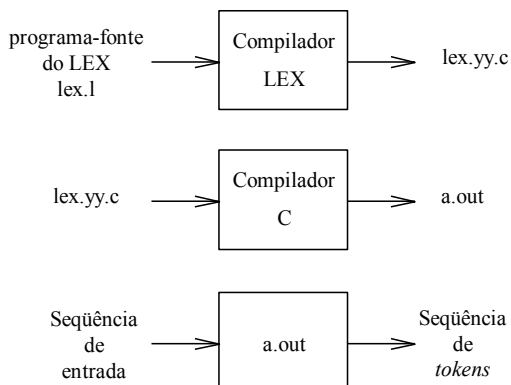 programa-fonte
do LEX
lex.l
Compilador
LEX
lex.yy.c
lex.yy.c
Compilador
C
a.out
Seqüência
de
entrada
a.out
Seqüência
de
tokens